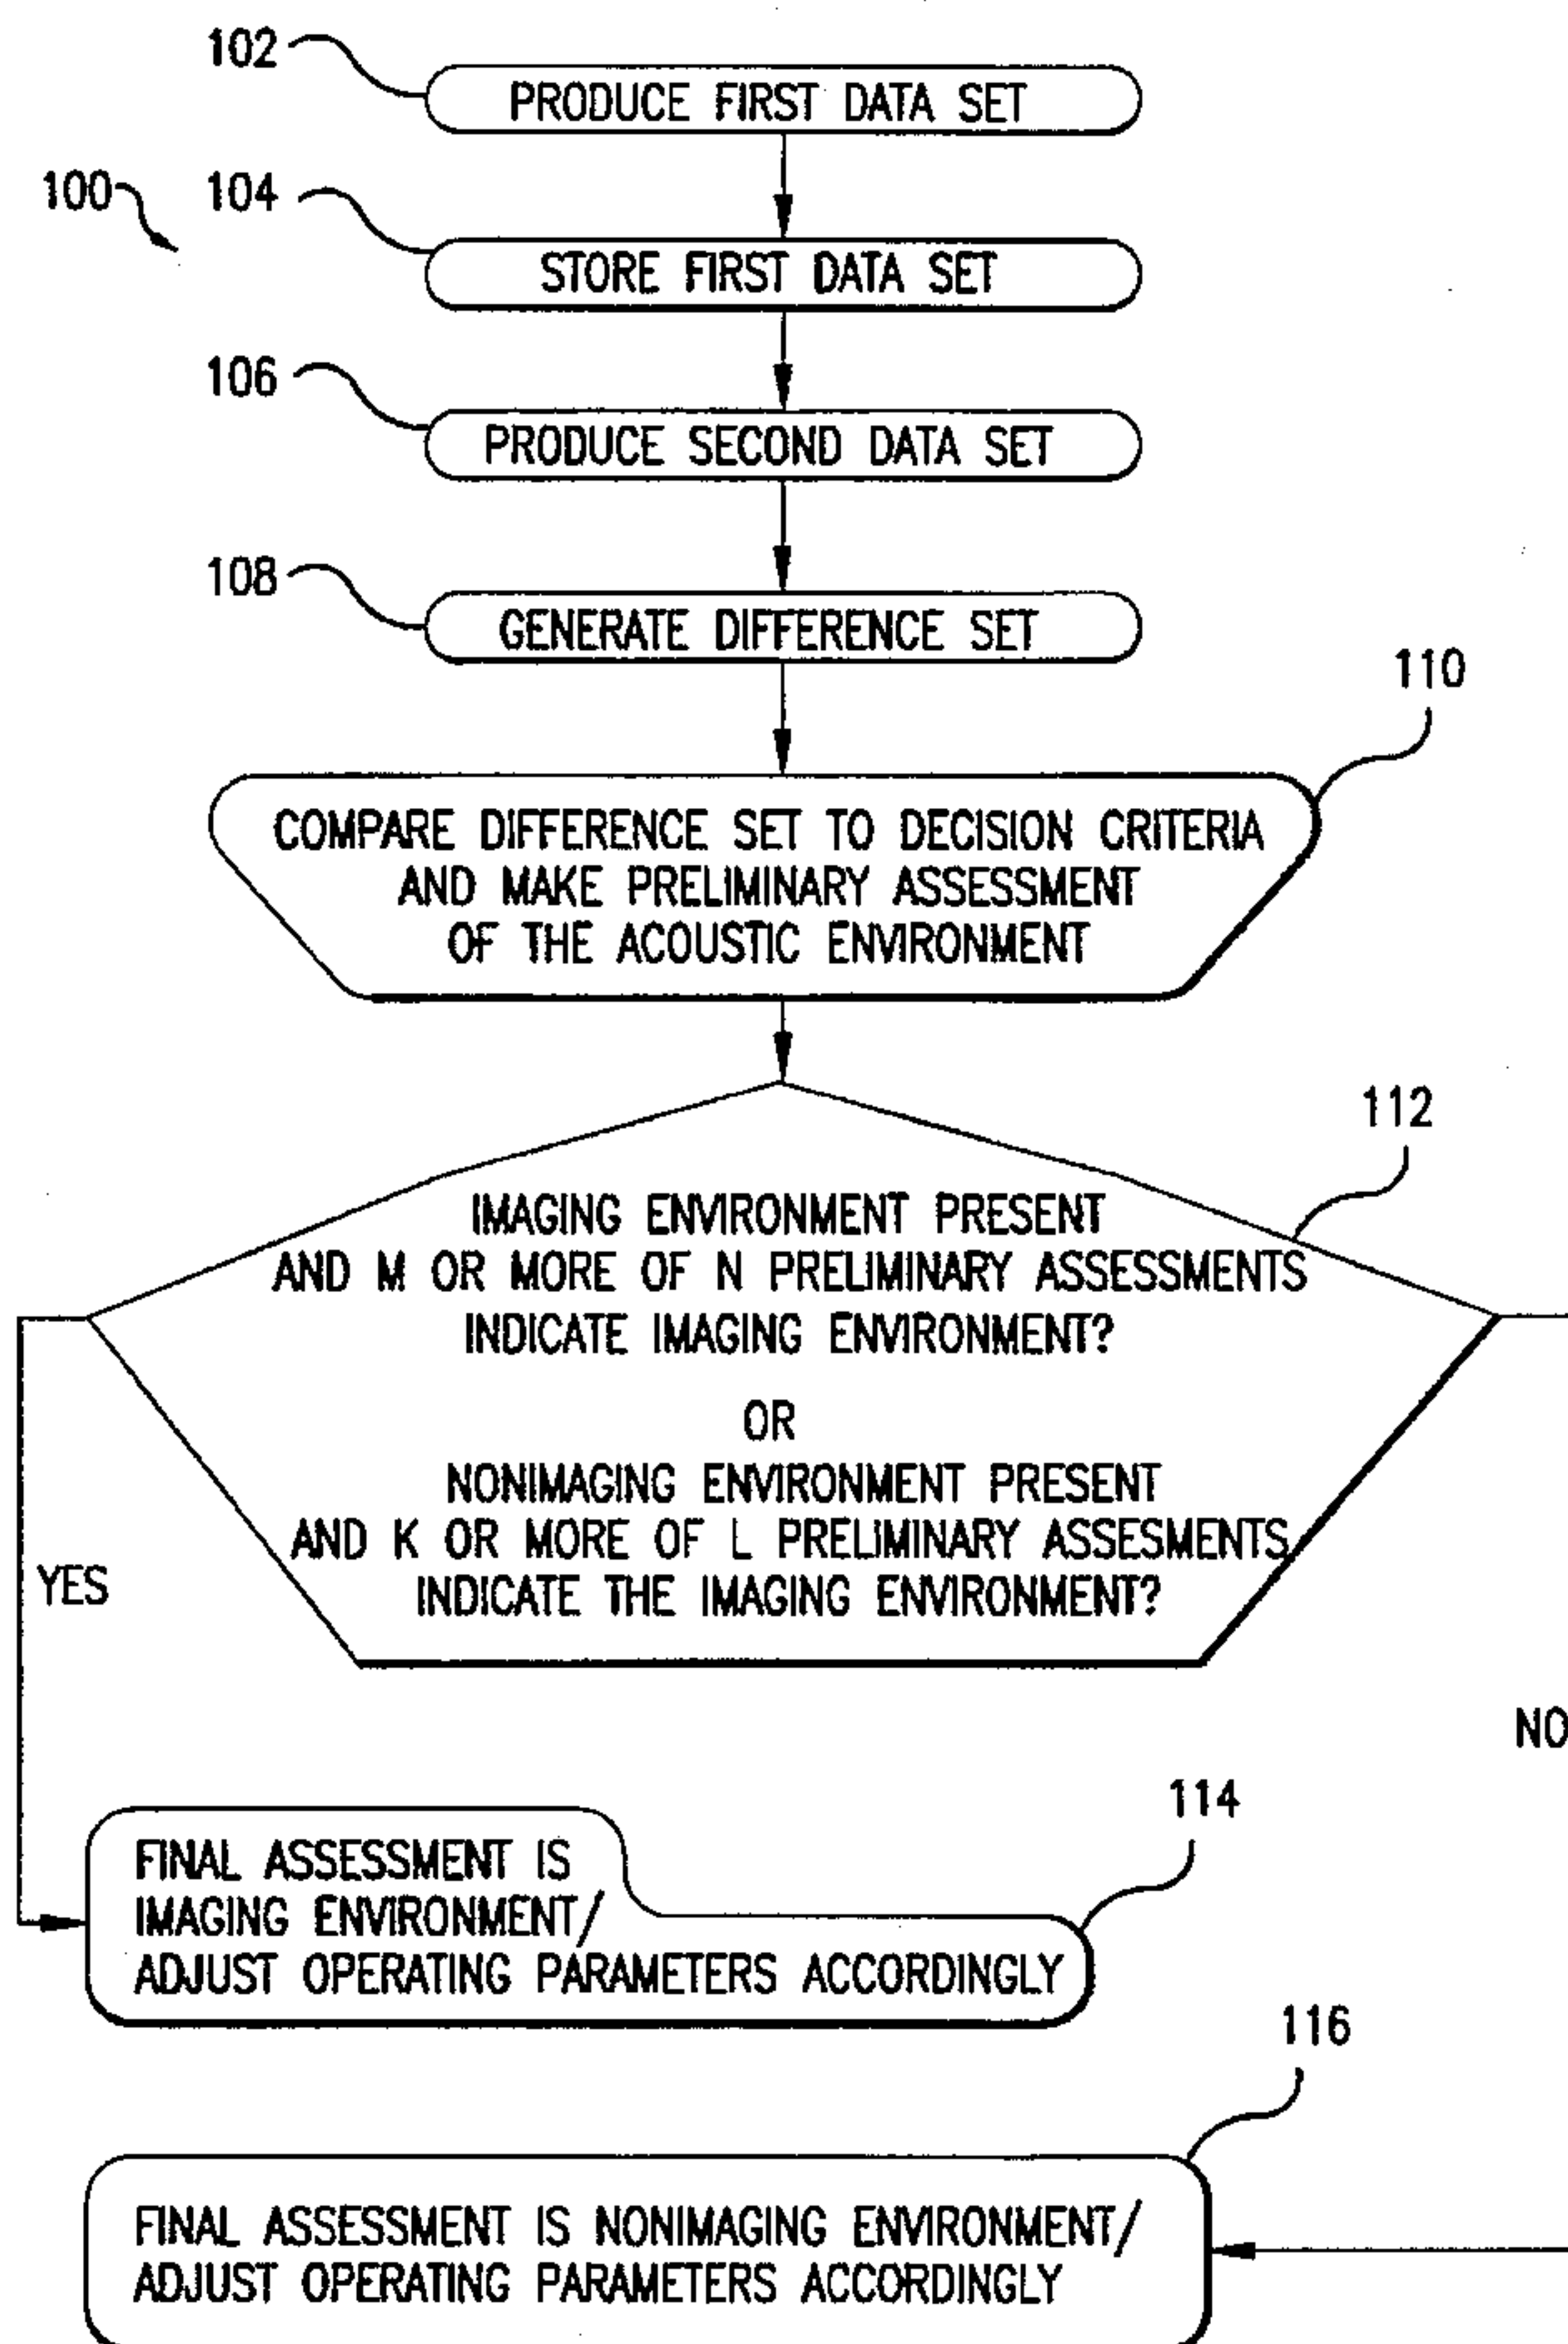 102
PRODUCE FIRST DATA SET
100
104
STORE FIRST DATA SET
106
PRODUCE SECOND DATA SET
108
GENERATE DIFFERENCE SET
110
COMPARE DIFFERENCE SET TO DECISION CRITERIA
AND MAKE PRELIMINARY ASSESSMENT
OF THE ACOUSTIC ENVIRONMENT
112
IMAGING ENVIRONMENT PRESENT
AND M OR MORE OF N PRELIMINARY ASSESSMENTS
INDICATE IMAGING ENVIRONMENT?
OR
NONIMAGING ENVIRONMENT PRESENT
AND K OR MORE OF L PRELIMINARY ASSESMENTS
INDICATE THE IMAGING ENVIRONMENT?
YES
NO
114
FINAL ASSESSMENT IS
IMAGING ENVIRONMENT/
ADJUST OPERATING PARAMETERS ACCORDINGLY
116
FINAL ASSESSMENT IS NONIMAGING ENVIRONMENT/
ADJUST OPERATING PARAMETERS ACCORDINGLY